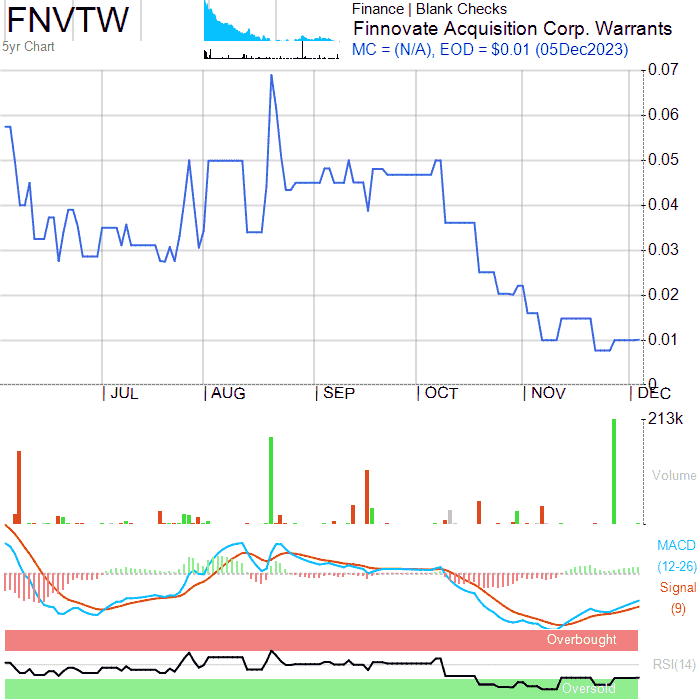 FNVTW
5yr Chart
Finance | Blank Checks
Finnovate Acquisition Corp. Warrants
MC = (N/A), EOD = $0.01 (05Dec2023)
0.07
0.06
0.05
0.04
0.03
0.02
0.01
0
JUL AUG SEP OCT NOV DEC
213k
Volume
MACD
(12-26)
Signal
(9)
Overbought
RSI(14)
Oversold